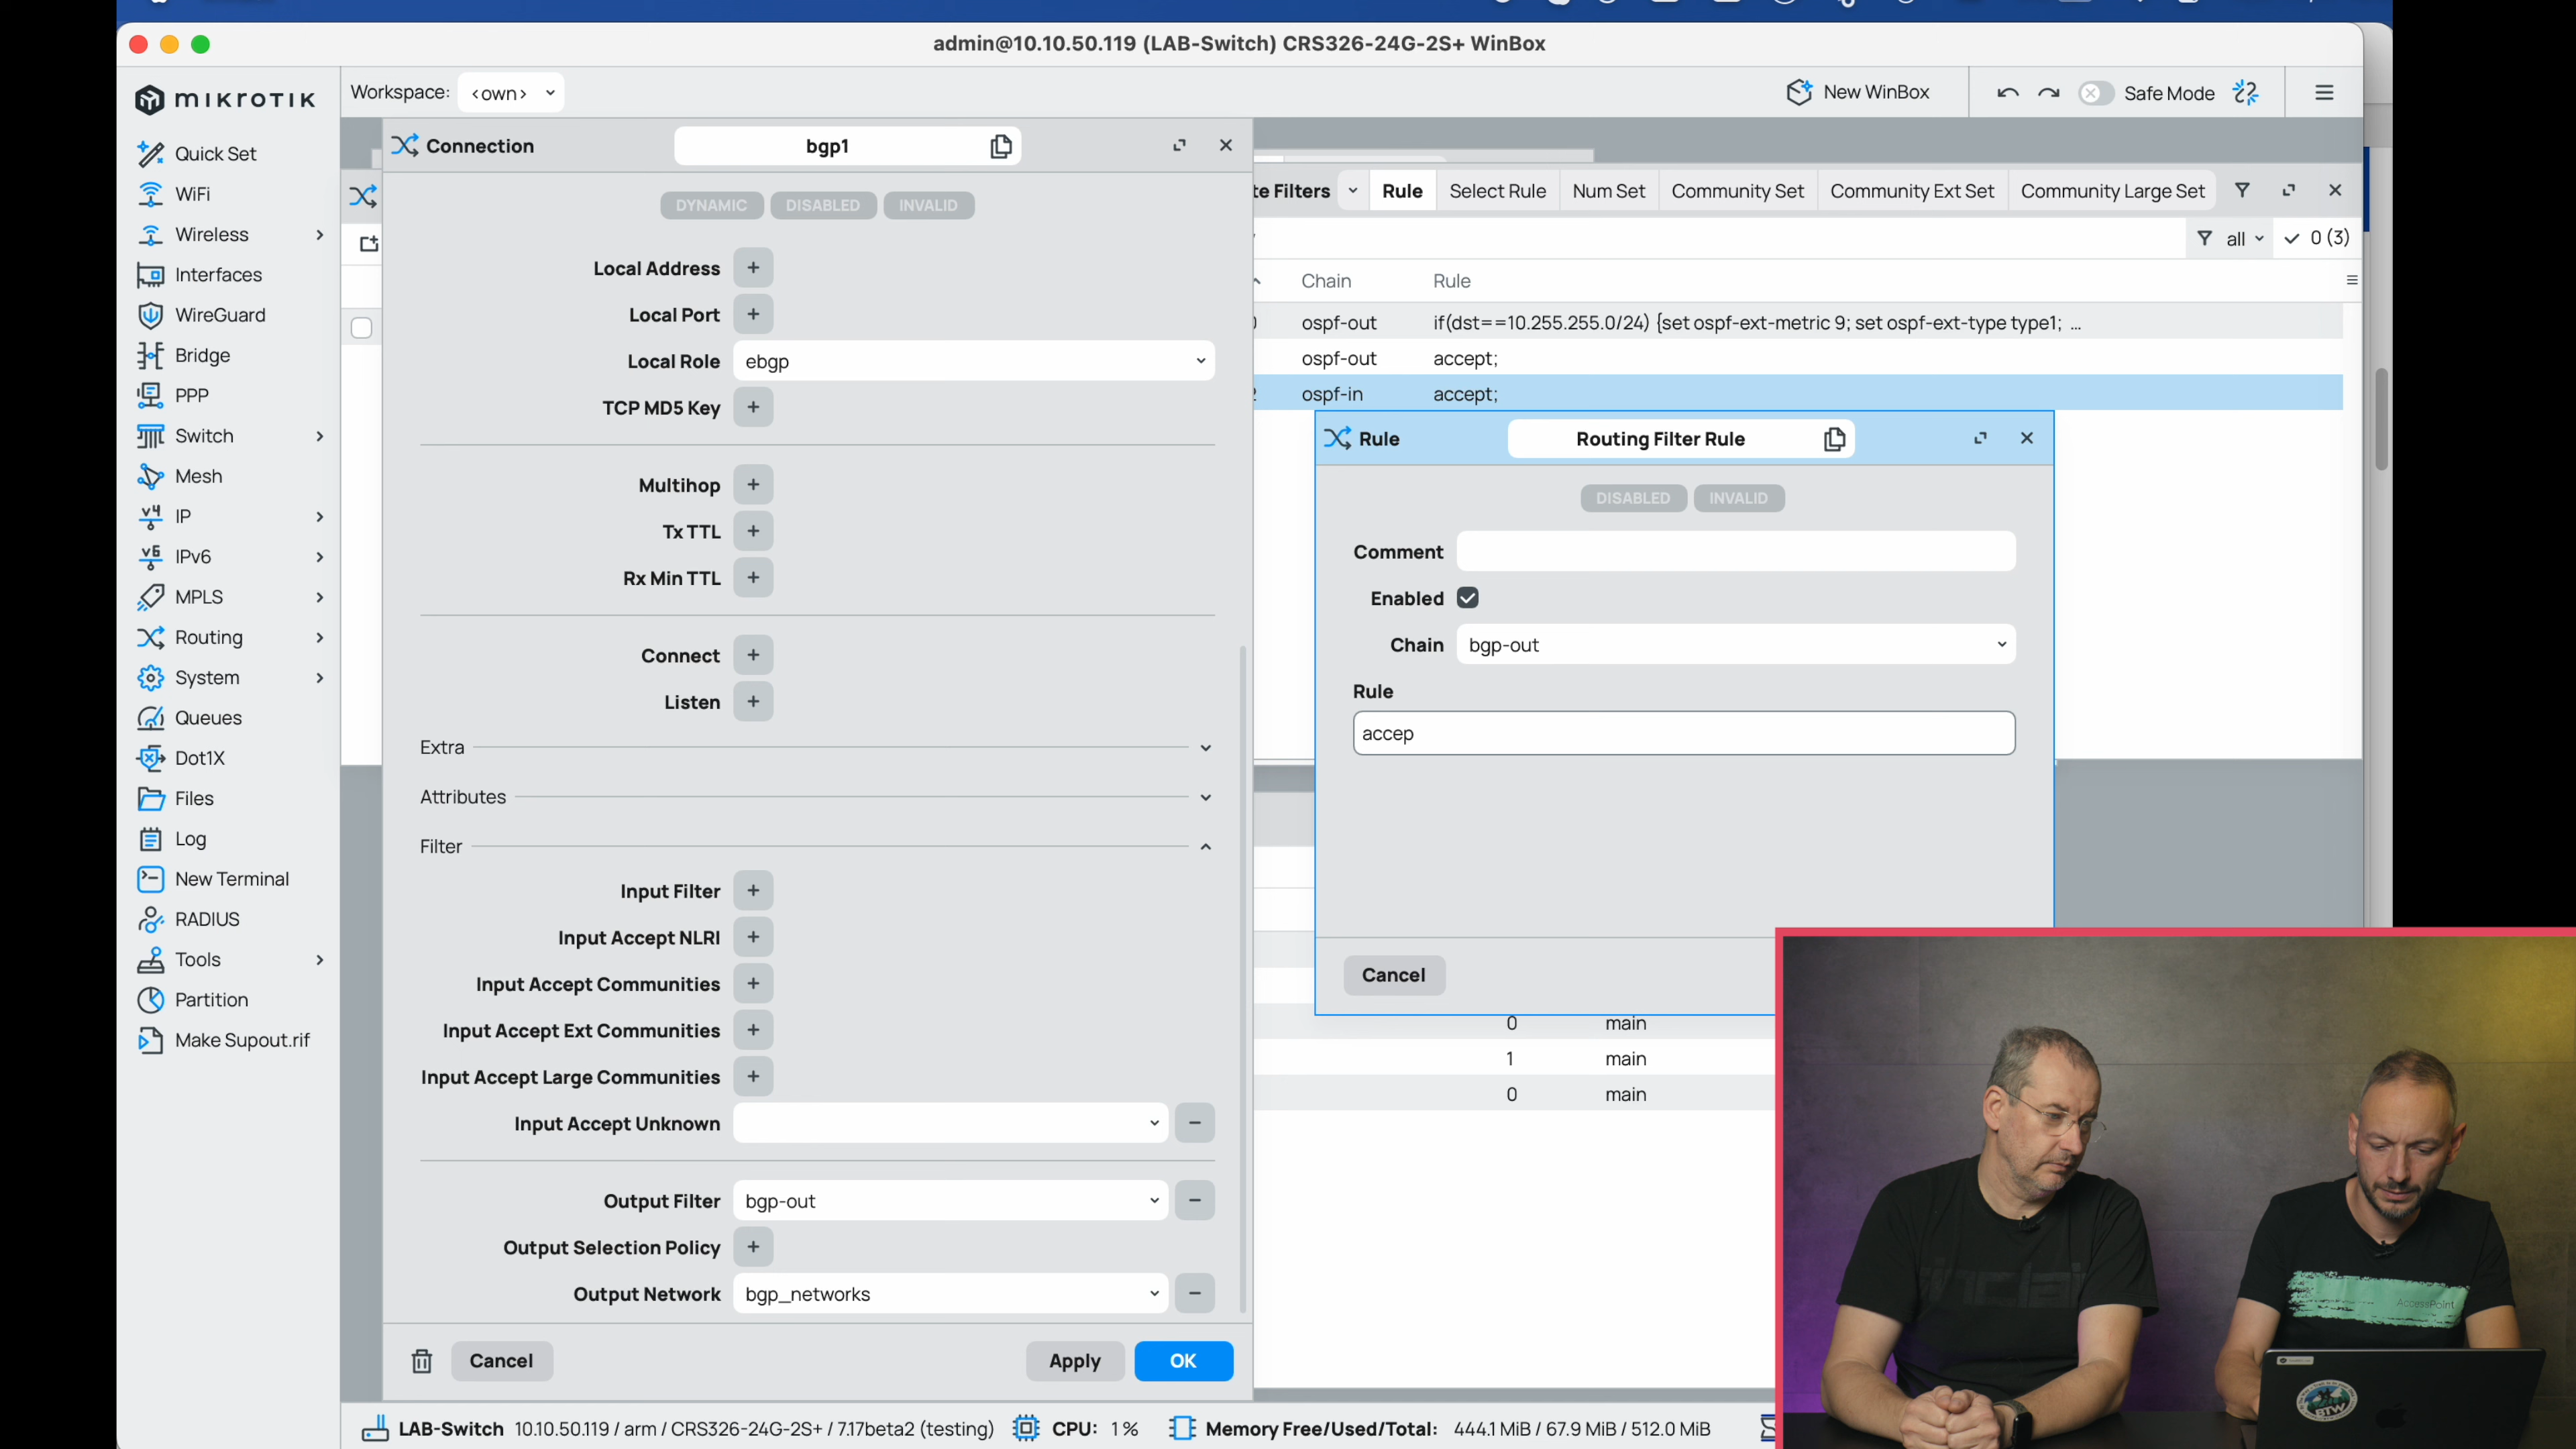 admin@10.10.50.119 (LAB-Switch) CRS326-24G-2S+ WinBox
mikrotik
Workspace: <own>
New WinBox
Safe Mode
Quick Set
WiFi
Wireless
Interfaces
WireGuard
Bridge
PPP
Switch
Mesh
IP
IPv6
MPLS
Routing
System
Queues
Dot1X
Files
Log
New Terminal
RADIUS
Tools
Partition
Make Supout.rif
Connection bgp1
DYNAMIC DISABLED INVALID
Local Address +
Local Port +
Local Role ebgp
TCP MD5 Key +
Multihop +
Tx TTL +
Rx Min TTL +
Connect +
Listen +
Extra
Attributes
Filter
Input Filter +
Input Accept NLRI +
Input Accept Communities +
Input Accept Ext Communities +
Input Accept Large Communities +
Input Accept Unknown −
Output Filter bgp-out −
Output Selection Policy +
Output Network bgp_networks −
Cancel Apply OK
te Filters Rule Select Rule Num Set Community Set Community Ext Set Community Large Set
all 0 (3)
Chain Rule
ospf-out if(dst==10.255.255.0/24) {set ospf-ext-metric 9; set ospf-ext-type type1; ...
ospf-out accept;
2 ospf-in accept;
Rule Routing Filter Rule
DISABLED INVALID
Comment
Enabled
Chain bgp-out
Rule
accep
Cancel
0 main
1 main
0 main
AccessPoint
BTW
LAB-Switch 10.10.50.119 / arm / CRS326-24G-2S+ / 7.17beta2 (testing) CPU: 1 % Memory Free/Used/Total: 444.1 MiB / 67.9 MiB / 512.0 MiB